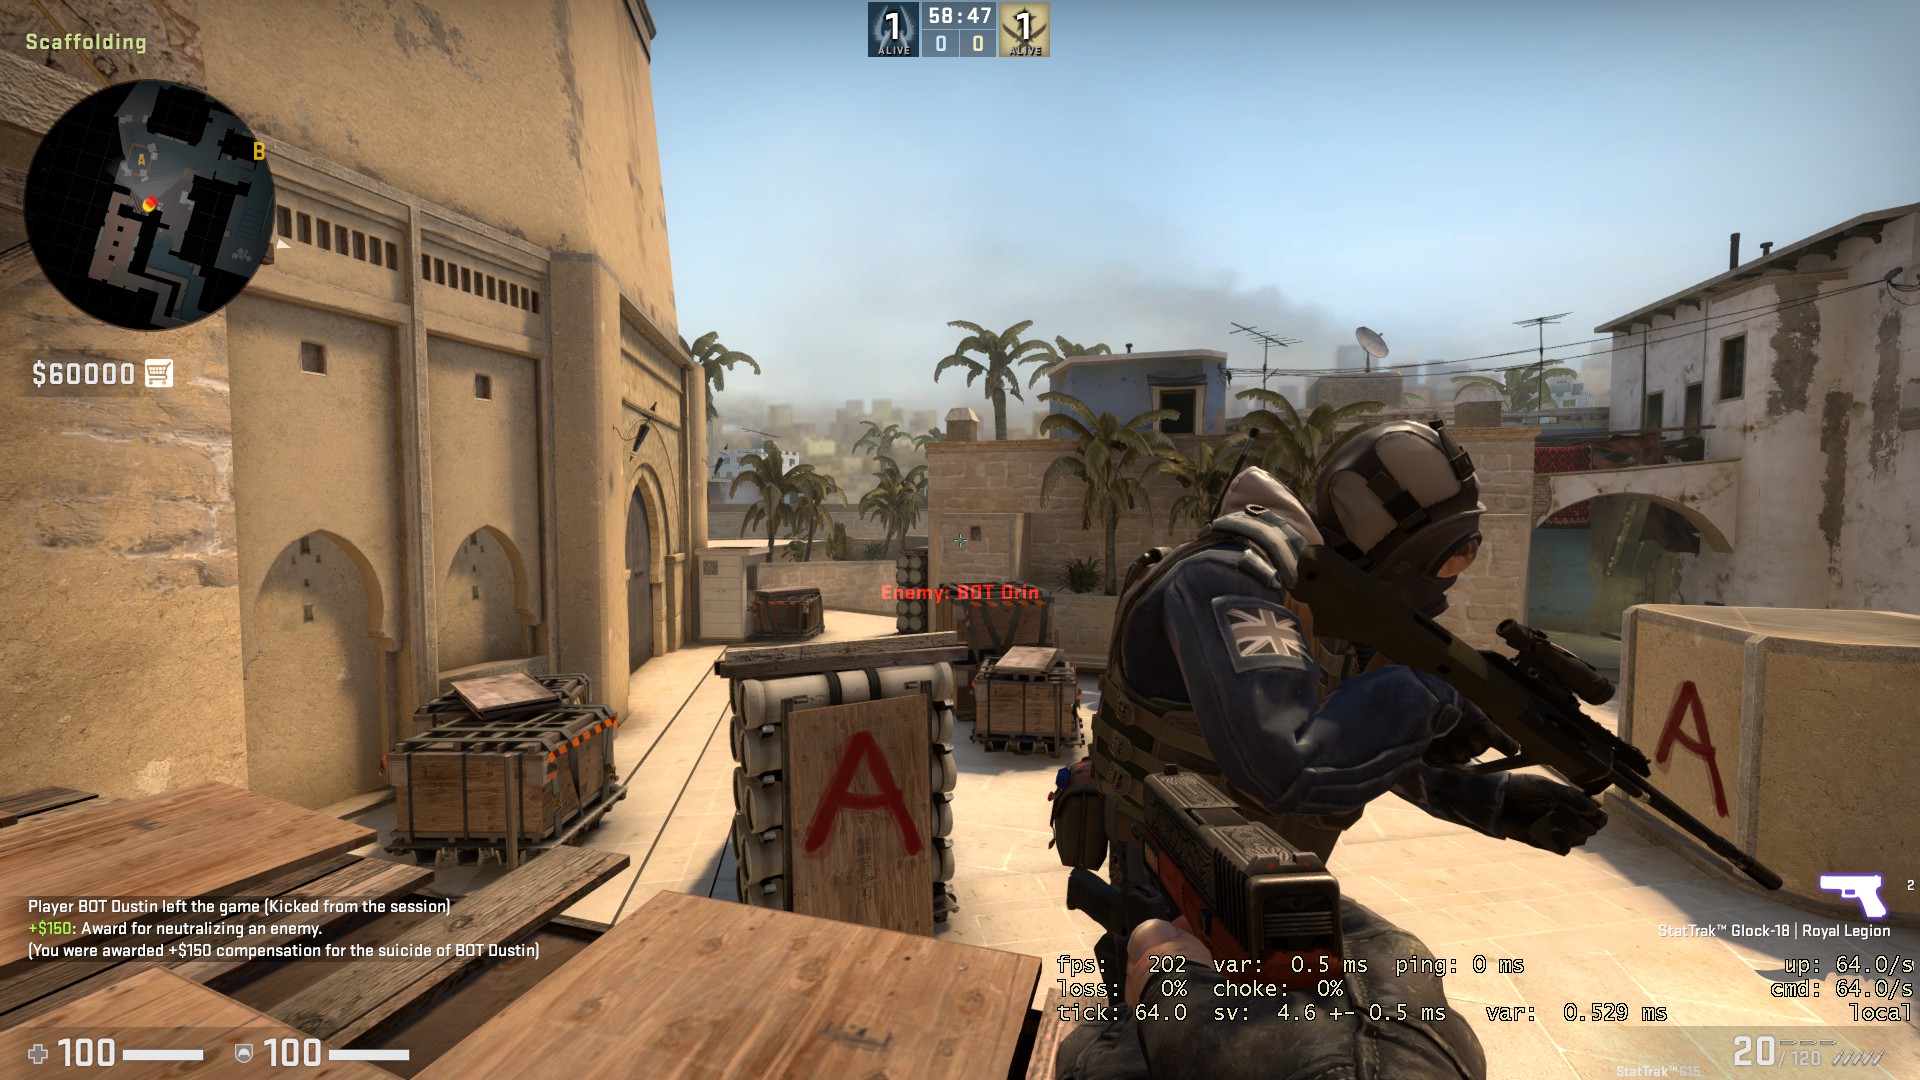 Scaffolding
1
ALIVE
58:47
0 0
1
ALIVE
A
B
$60000
Enemy: BOT Orin
A
A
Player BOT Dustin left the game (Kicked from the session)
+$150: Award for neutralizing an enemy.
(You were awarded +$150 compensation for the suicide of BOT Dustin)
2
StatTrak™ Glock-18 | Royal Legion
fps: 202 var: 0.5 ms ping: 0 ms
up: 64.0/s
loss: 0% choke: 0%
cmd: 64.0/s
tick: 64.0 sv: 4.6 +- 0.5 ms var: 0.529 ms
local
100
100
20/ 120
StatTrak™615